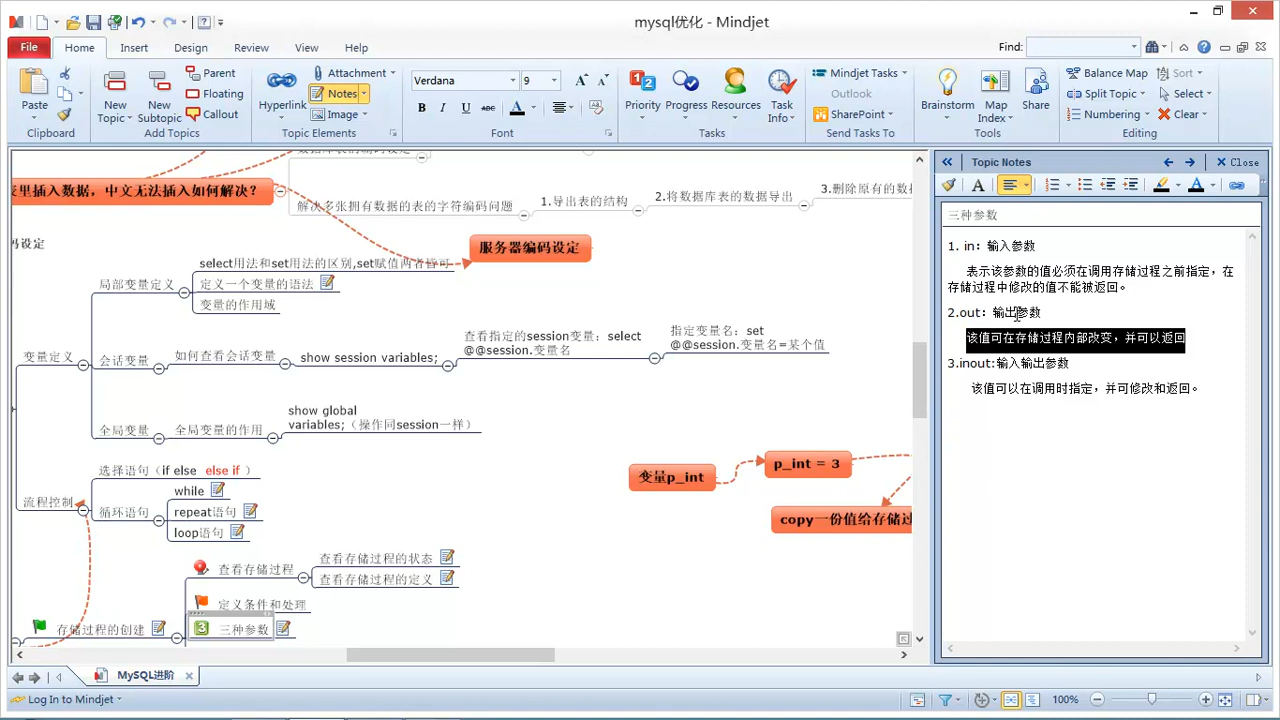 mysql优化 - Mindjet
File Home Insert Design Review View Help Find:
Paste
Clipboard
New Topic
New Subtopic
Parent
Floating
Callout
Add Topics
Hyperlink
Attachment
Notes
Image
Topic Elements
Verdana 9
B I U abc A
Font
Priority
Progress
Resources
Task Info
Tasks
Mindjet Tasks
Outlook
SharePoint
Send Tasks To
Brainstorm
Map Index
Share
Tools
Balance Map
Split Topic
Numbering
Sort
Select
Clear
Editing
里插入数据，中文无法插入如何解决？
解决多张拥有数据的表的字符编码问题
1.导出表的结构
2.将数据库表的数据导出
3.删除原有的数
码设定
服务器编码设定
select用法和set用法的区别,set赋值两者皆可
局部变量定义
定义一个变量的语法
变量的作用域
变量定义
会话变量
如何查看会话变量
show session variables;
查看指定的session变量：select
@@session.变量名
指定变量名：set
@@session.变量名=某个值
全局变量
全局变量的作用
show global
variables;（操作同session一样）
选择语句（if else else if ）
流程控制
循环语句
while
repeat语句
loop语句
变量p_int
p_int = 3
copy一份值给存储过
查看存储过程
查看存储过程的状态
查看存储过程的定义
定义条件和处理
存储过程的创建
3 三种参数
Topic Notes
Close
三种参数
1. in：输入参数
表示该参数的值必须在调用存储过程之前指定，在
存储过程中修改的值不能被返回。
2.out：输出参数
该值可在存储过程内部改变，并可以返回
3.inout:输入输出参数
该值可以在调用时指定，并可修改和返回。
MySQL进阶
Log In to Mindjet
100%